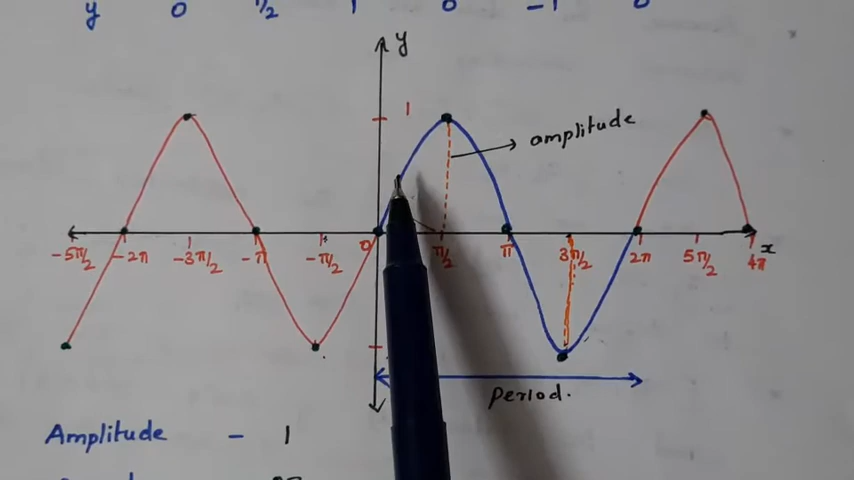 y 0 1/2 1 0 -1 0
y
1
amplitude
-5π/2 -2π -3π/2 -π -π/2 0 π/2 π 3π/2 2π 5π/2 4π x
period.
Amplitude - 1